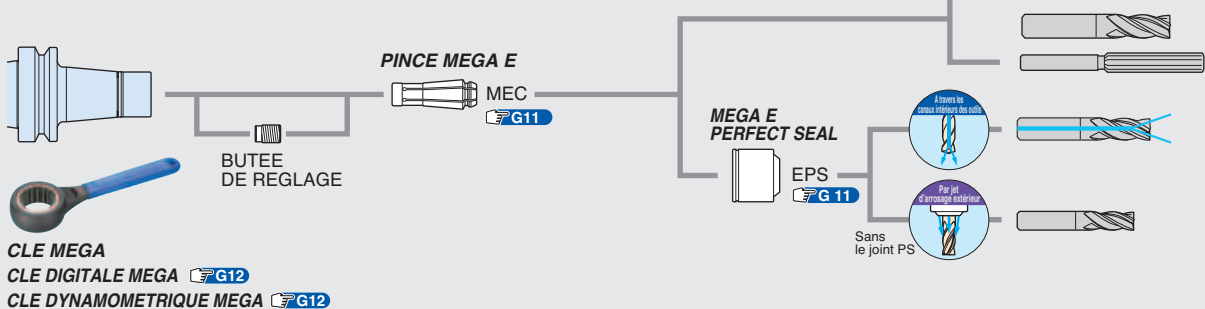 PINCE MEGA E
MEC
G11
BUTEE
DE REGLAGE
MEGA E
PERFECT SEAL
EPS
G 11
A travers les
canaux intérieurs des outils
Par jet
d'arrosage extérieur
Sans
le joint PS
CLE MEGA
CLE DIGITALE MEGA G12
CLE DYNAMOMETRIQUE MEGA G12